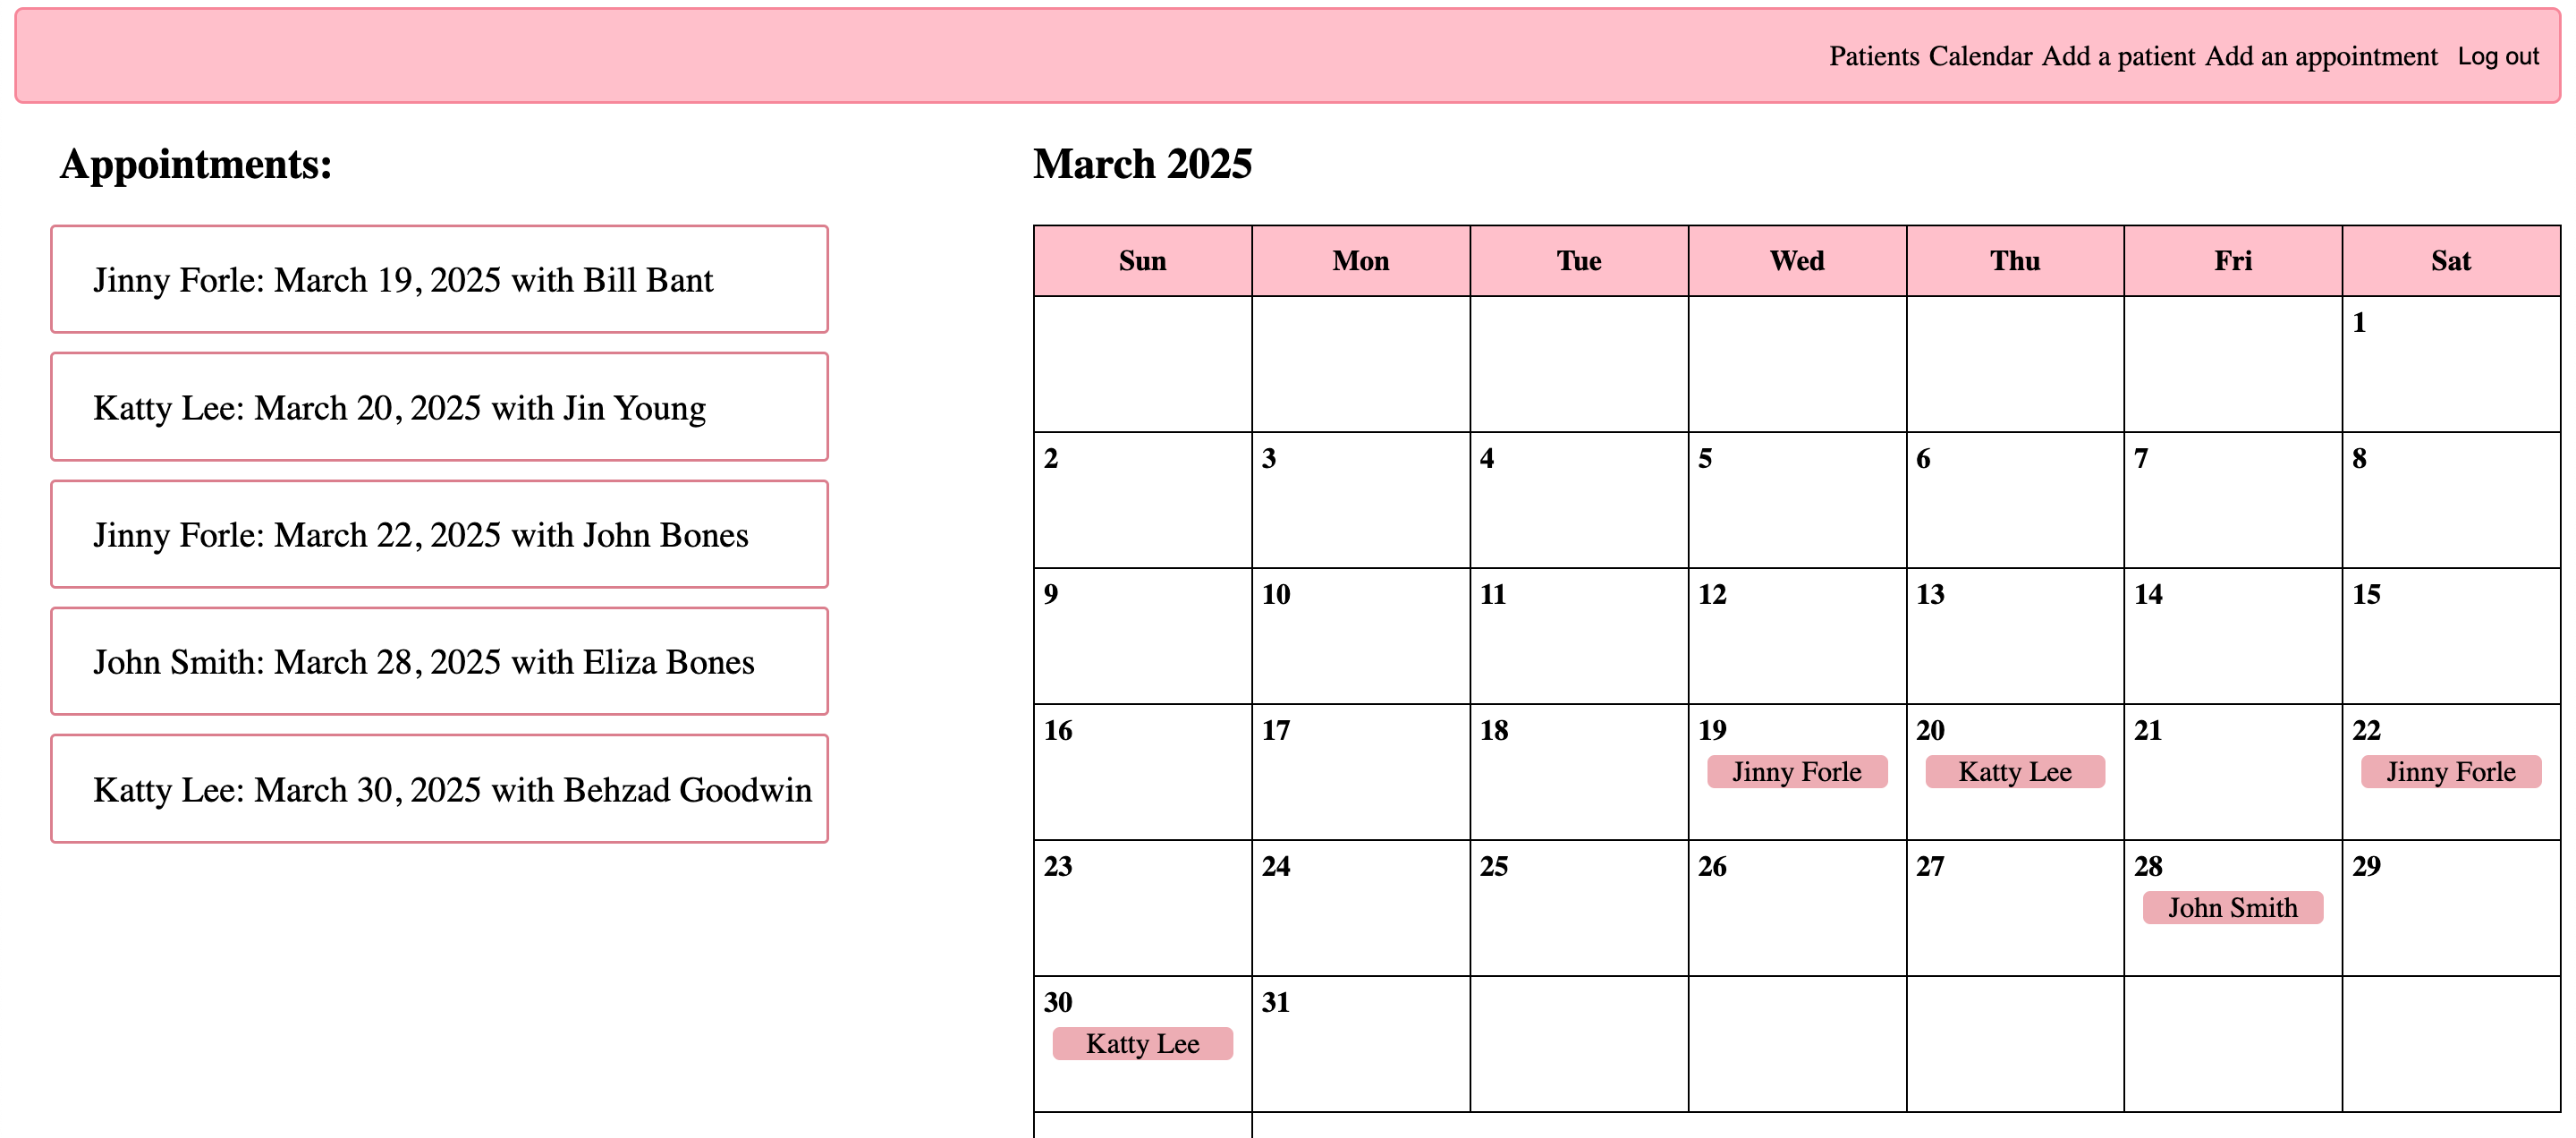 Patients Calendar Add a patient Add an appointment Log out
Appointments:
Jinny Forle: March 19, 2025 with Bill Bant
Katty Lee: March 20, 2025 with Jin Young
Jinny Forle: March 22, 2025 with John Bones
John Smith: March 28, 2025 with Eliza Bones
Katty Lee: March 30, 2025 with Behzad Goodwin
March 2025
Sun Mon Tue Wed Thu Fri Sat
1
2 3 4 5 6 7 8
9 10 11 12 13 14 15
16 17 18 19 20 21 22
Jinny Forle Katty Lee Jinny Forle
23 24 25 26 27 28 29
John Smith
30 31
Katty Lee